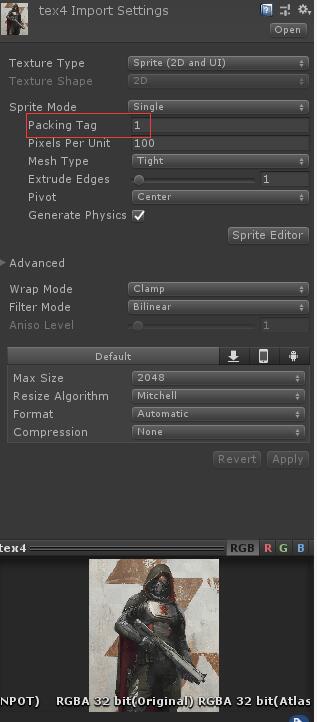 tex4 Import Settings
Open
Texture Type Sprite (2D and UI)
Texture Shape 2D
Sprite Mode Single
Packing Tag 1
Pixels Per Unit 100
Mesh Type Tight
Extrude Edges 1
Pivot Center
Generate Physics
Sprite Editor
Advanced
Wrap Mode Clamp
Filter Mode Bilinear
Aniso Level 1
Default
Max Size 2048
Resize Algorithm Mitchell
Format Automatic
Compression None
Revert Apply
tex4 RGB R G B
NPOT) RGBA 32 bit(Original) RGBA 32 bit(Atlas